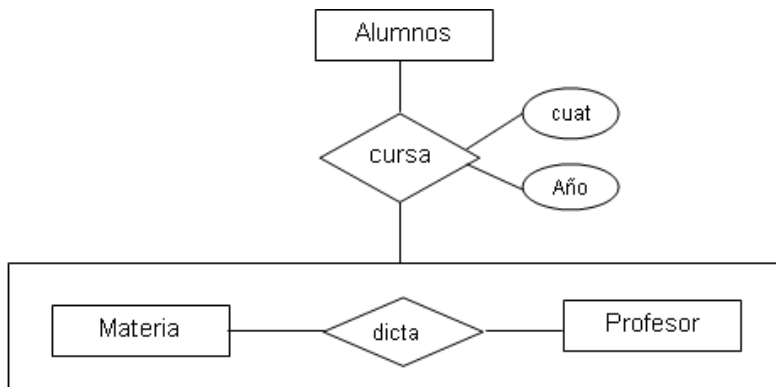 Alumnos
cuat
cursa
Año
Materia
dicta
Profesor